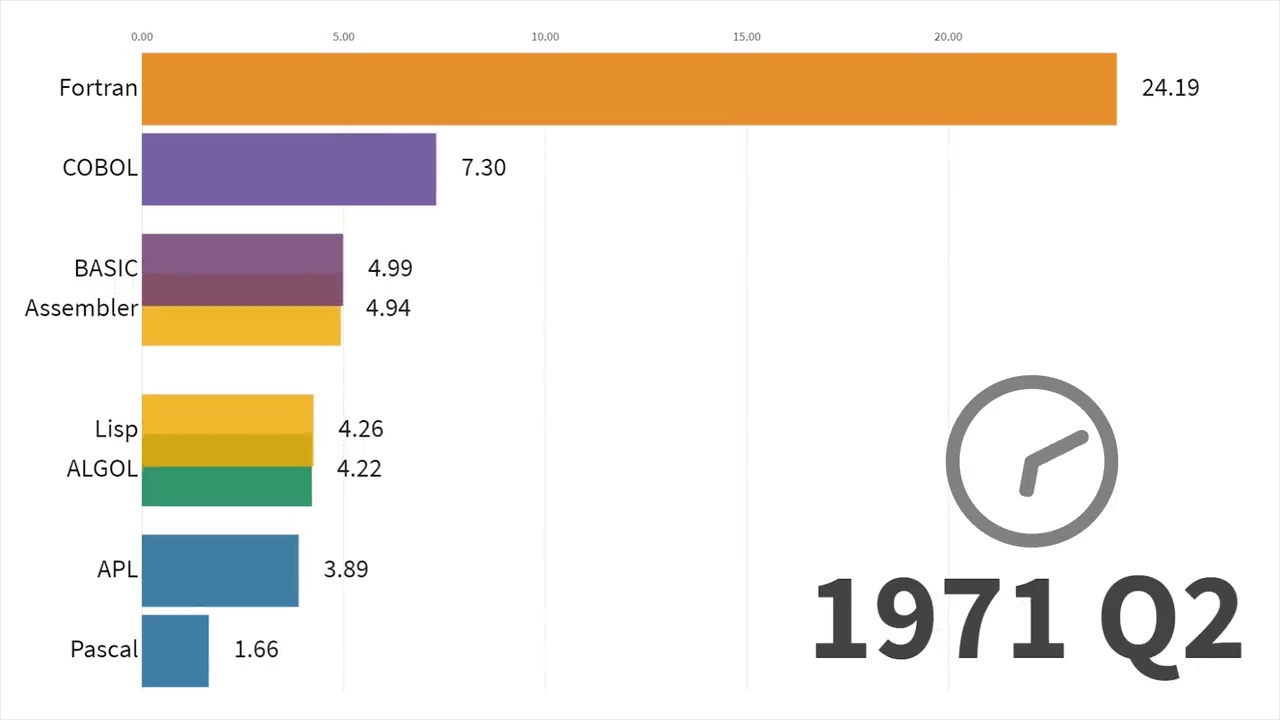 0.00 5.00 10.00 15.00 20.00
Fortran 24.19
COBOL 7.30
BASIC 4.99
Assembler 4.94
Lisp 4.26
ALGOL 4.22
APL 3.89
Pascal 1.66
1971 Q2